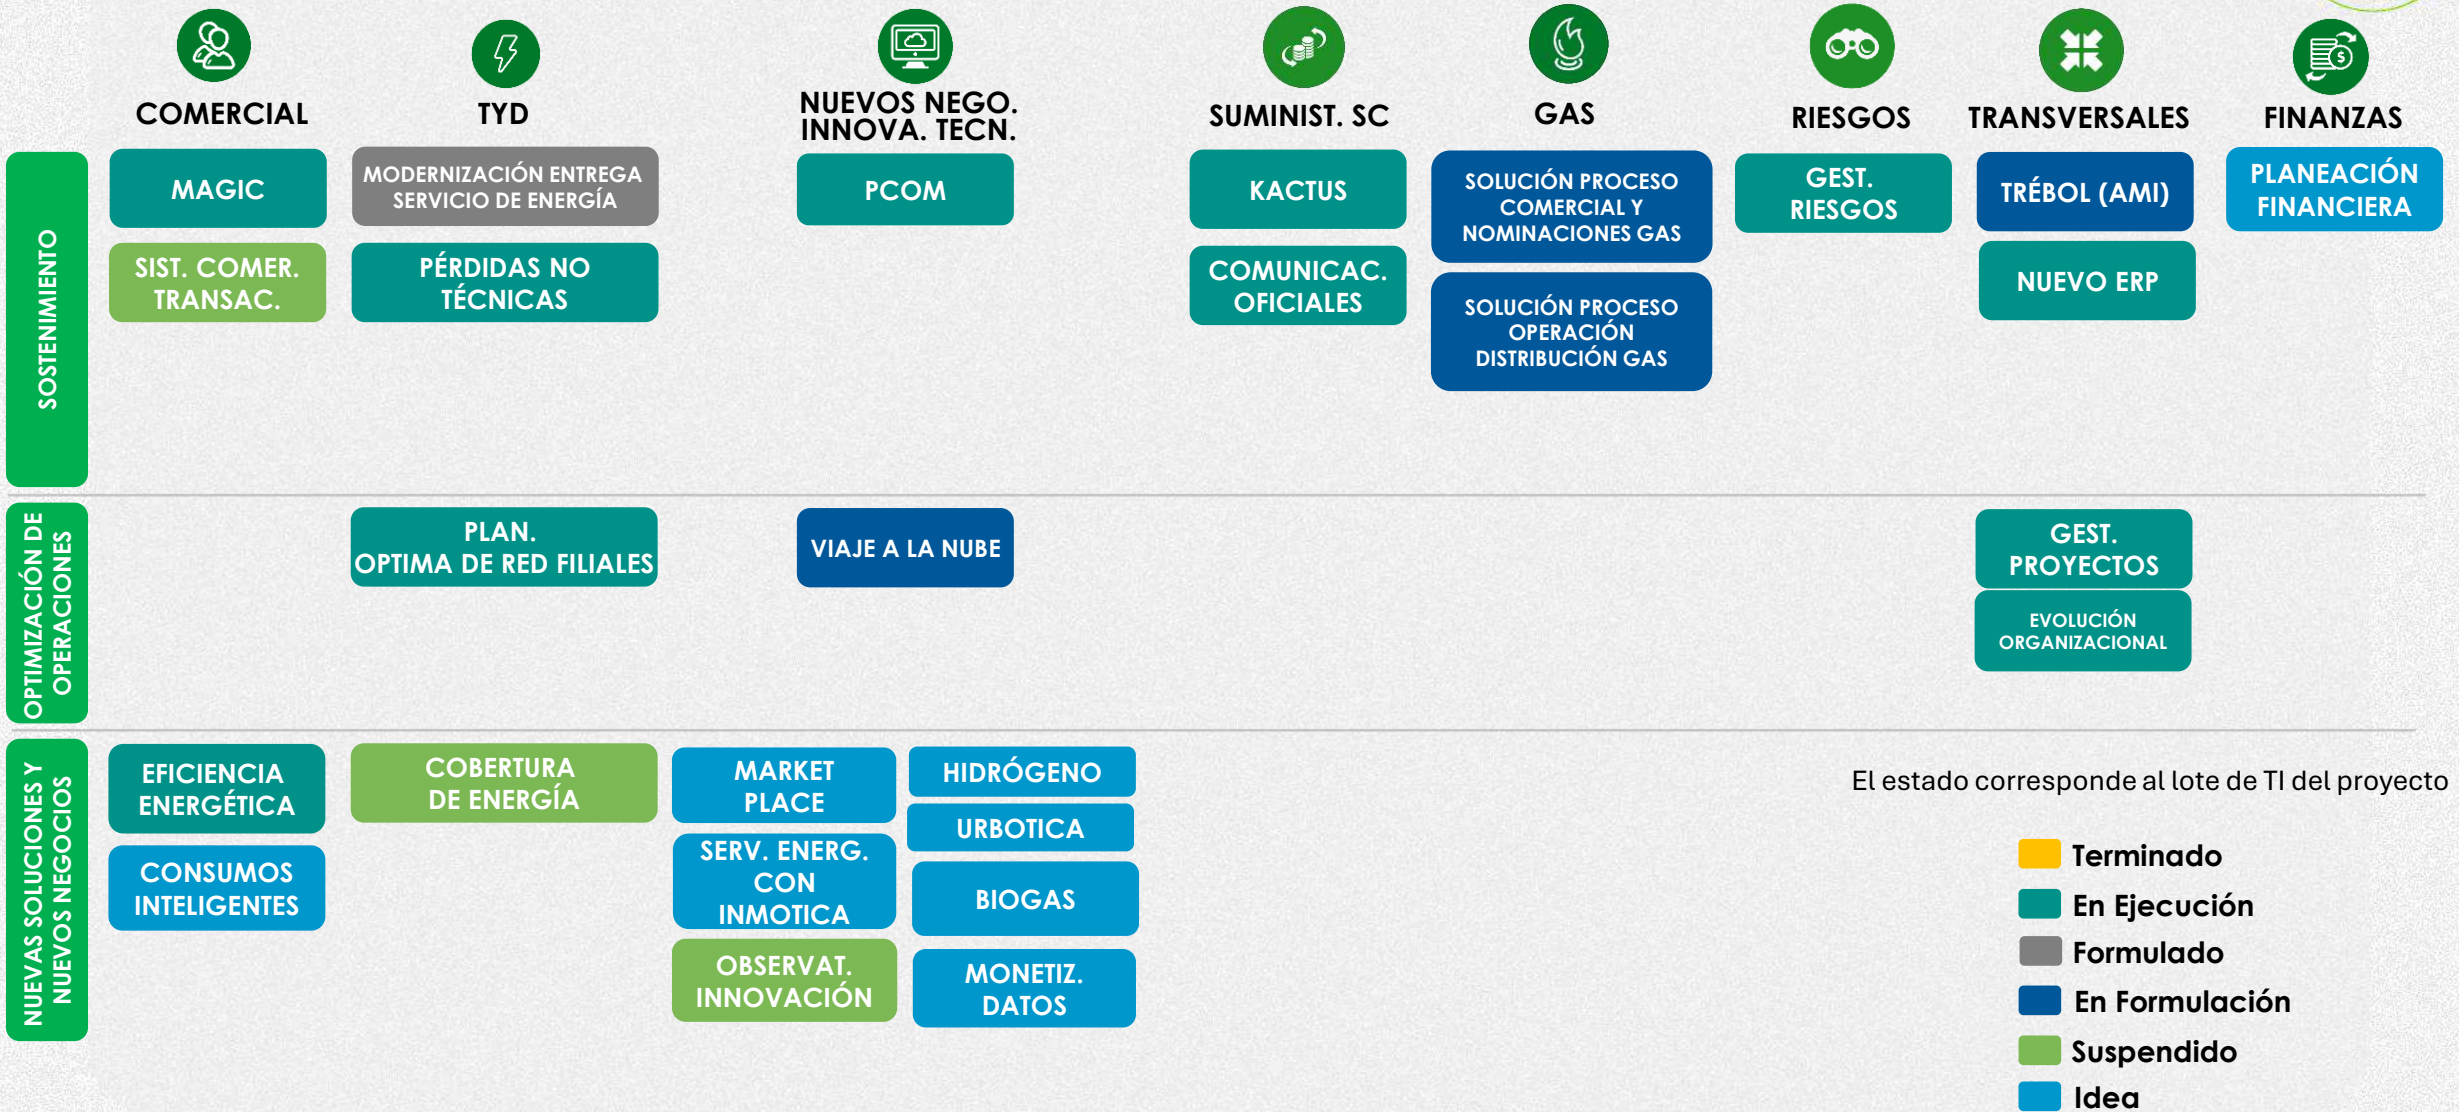 COMERCIAL
TYD
NUEVOS NEGO.
INNOVA. TECN.
SUMINIST. SC
GAS
RIESGOS
TRANSVERSALES
FINANZAS
SOSTENIMIENTO
MAGIC
MODERNIZACIÓN ENTREGA
SERVICIO DE ENERGÍA
PCOM
KACTUS
SOLUCIÓN PROCESO
COMERCIAL Y
NOMINACIONES GAS
GEST.
RIESGOS
TRÉBOL (AMI)
PLANEACIÓN
FINANCIERA
SIST. COMER.
TRANSAC.
PÉRDIDAS NO
TÉCNICAS
COMUNICAC.
OFICIALES
SOLUCIÓN PROCESO
OPERACIÓN
DISTRIBUCIÓN GAS
NUEVO ERP
OPTIMIZACIÓN DE
OPERACIONES
PLAN.
OPTIMA DE RED FILIALES
VIAJE A LA NUBE
GEST.
PROYECTOS
EVOLUCIÓN
ORGANIZACIONAL
NUEVAS SOLUCIONES Y
NUEVOS NEGOCIOS
EFICIENCIA
ENERGÉTICA
COBERTURA
DE ENERGÍA
MARKET
PLACE
HIDRÓGENO
URBOTICA
CONSUMOS
INTELIGENTES
SERV. ENERG.
CON
INMOTICA
BIOGAS
OBSERVAT.
INNOVACIÓN
MONETIZ.
DATOS
El estado corresponde al lote de TI del proyecto
Terminado
En Ejecución
Formulado
En Formulación
Suspendido
Idea